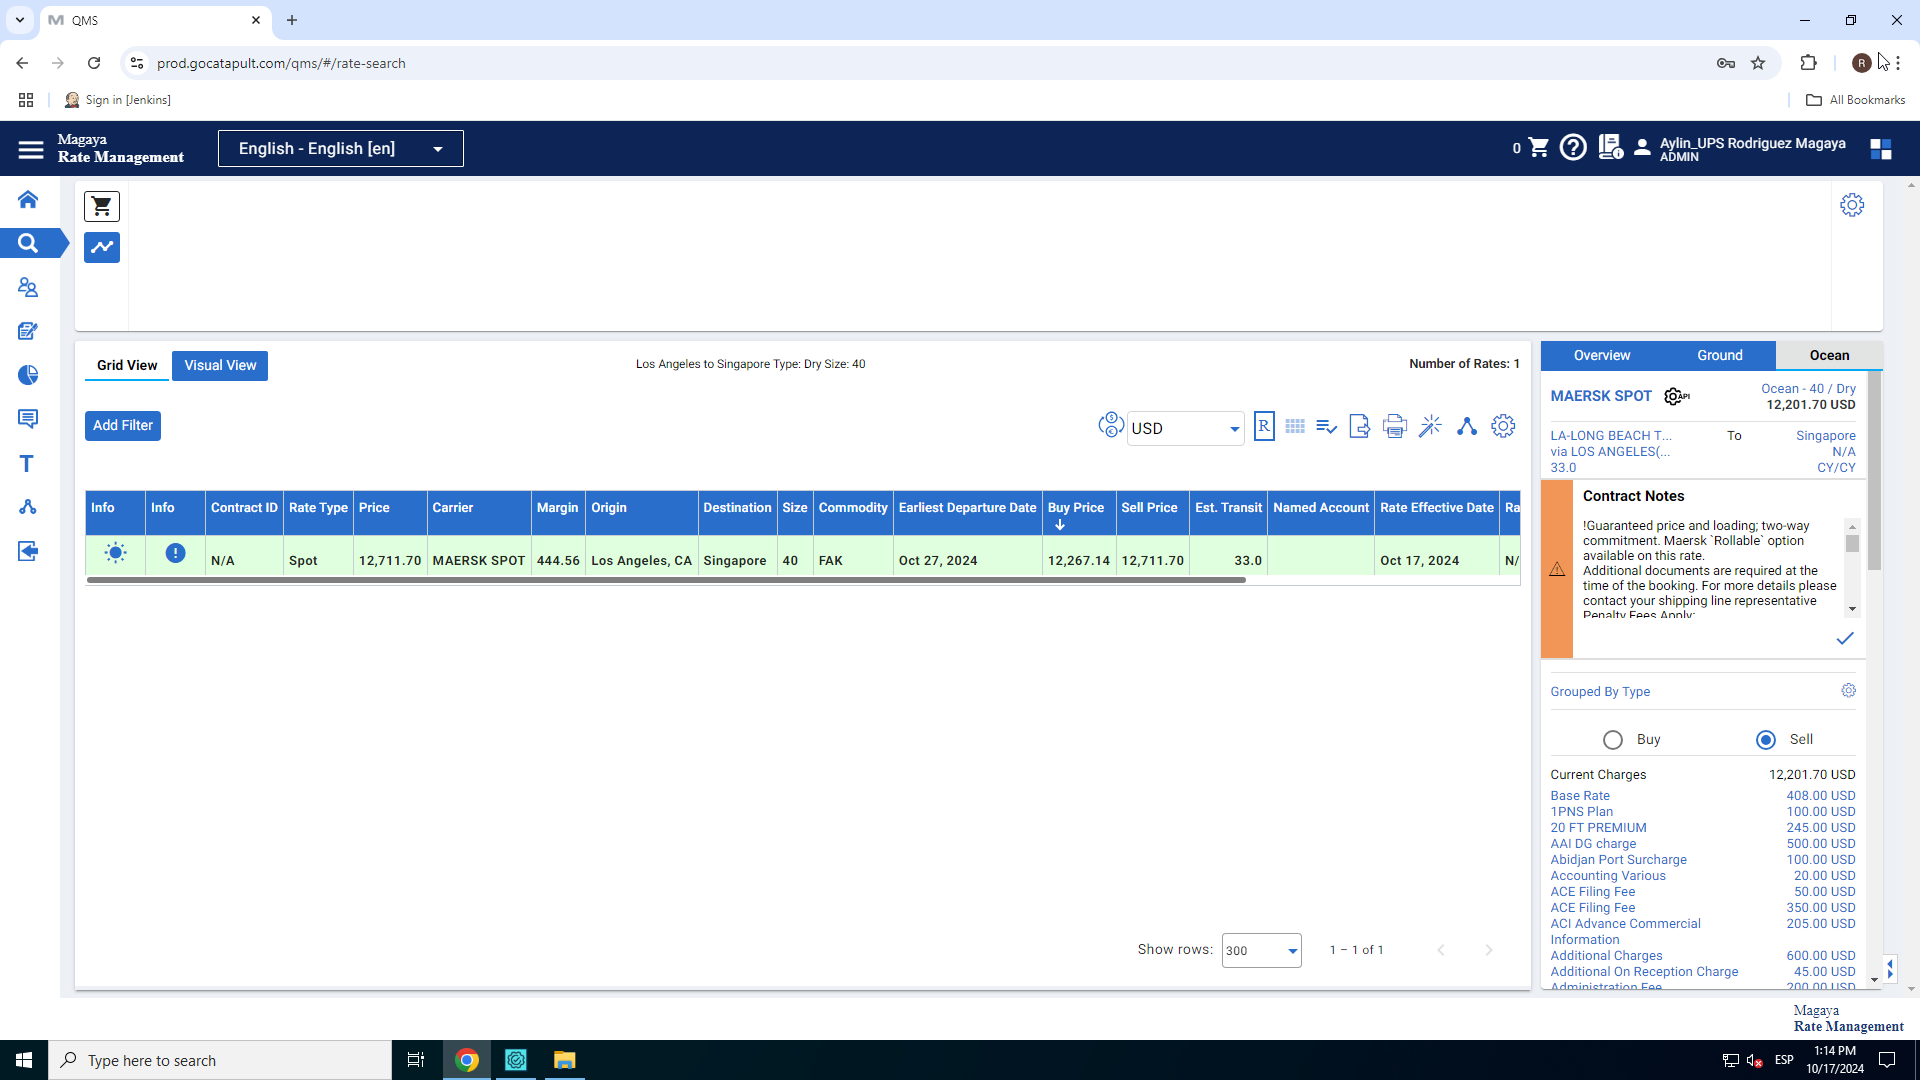 QMS
prod.gocatapult.com/qms/#/rate-search
R
Sign in [Jenkins]
All Bookmarks
Magaya
Rate Management
English - English [en]
0
Aylin_UPS Rodriguez Magaya
ADMIN
Grid View
Visual View
Los Angeles to Singapore Type: Dry Size: 40
Number of Rates: 1
Add Filter
USD
R
Info Info Contract ID Rate Type Price Carrier Margin Origin Destination Size Commodity Earliest Departure Date Buy Price Sell Price Est. Transit Named Account Rate Effective Date Ra
N/A Spot 12,711.70 MAERSK SPOT 444.56 Los Angeles, CA Singapore 40 FAK Oct 27, 2024 12,267.14 12,711.70 33.0 Oct 17, 2024 N/
Show rows: 300 1 – 1 of 1
Overview Ground Ocean
MAERSK SPOT API Ocean - 40 / Dry
12,201.70 USD
LA-LONG BEACH T... To Singapore
via LOS ANGELES(... N/A
33.0 CY/CY
Contract Notes
!Guaranteed price and loading; two-way
commitment. Maersk `Rollable` option
available on this rate.
Additional documents are required at the
time of the booking. For more details please
contact your shipping line representative
Penalty Fees Apply:
Grouped By Type
Buy Sell
Current Charges 12,201.70 USD
Base Rate 408.00 USD
1PNS Plan 100.00 USD
20 FT PREMIUM 245.00 USD
AAI DG charge 500.00 USD
Abidjan Port Surcharge 100.00 USD
Accounting Various 20.00 USD
ACE Filing Fee 50.00 USD
ACE Filing Fee 350.00 USD
ACI Advance Commercial 205.00 USD
Information
Additional Charges 600.00 USD
Additional On Reception Charge 45.00 USD
Administration Fee 200.00 USD
Magaya
Rate Management
Type here to search
ESP
1:14 PM
10/17/2024